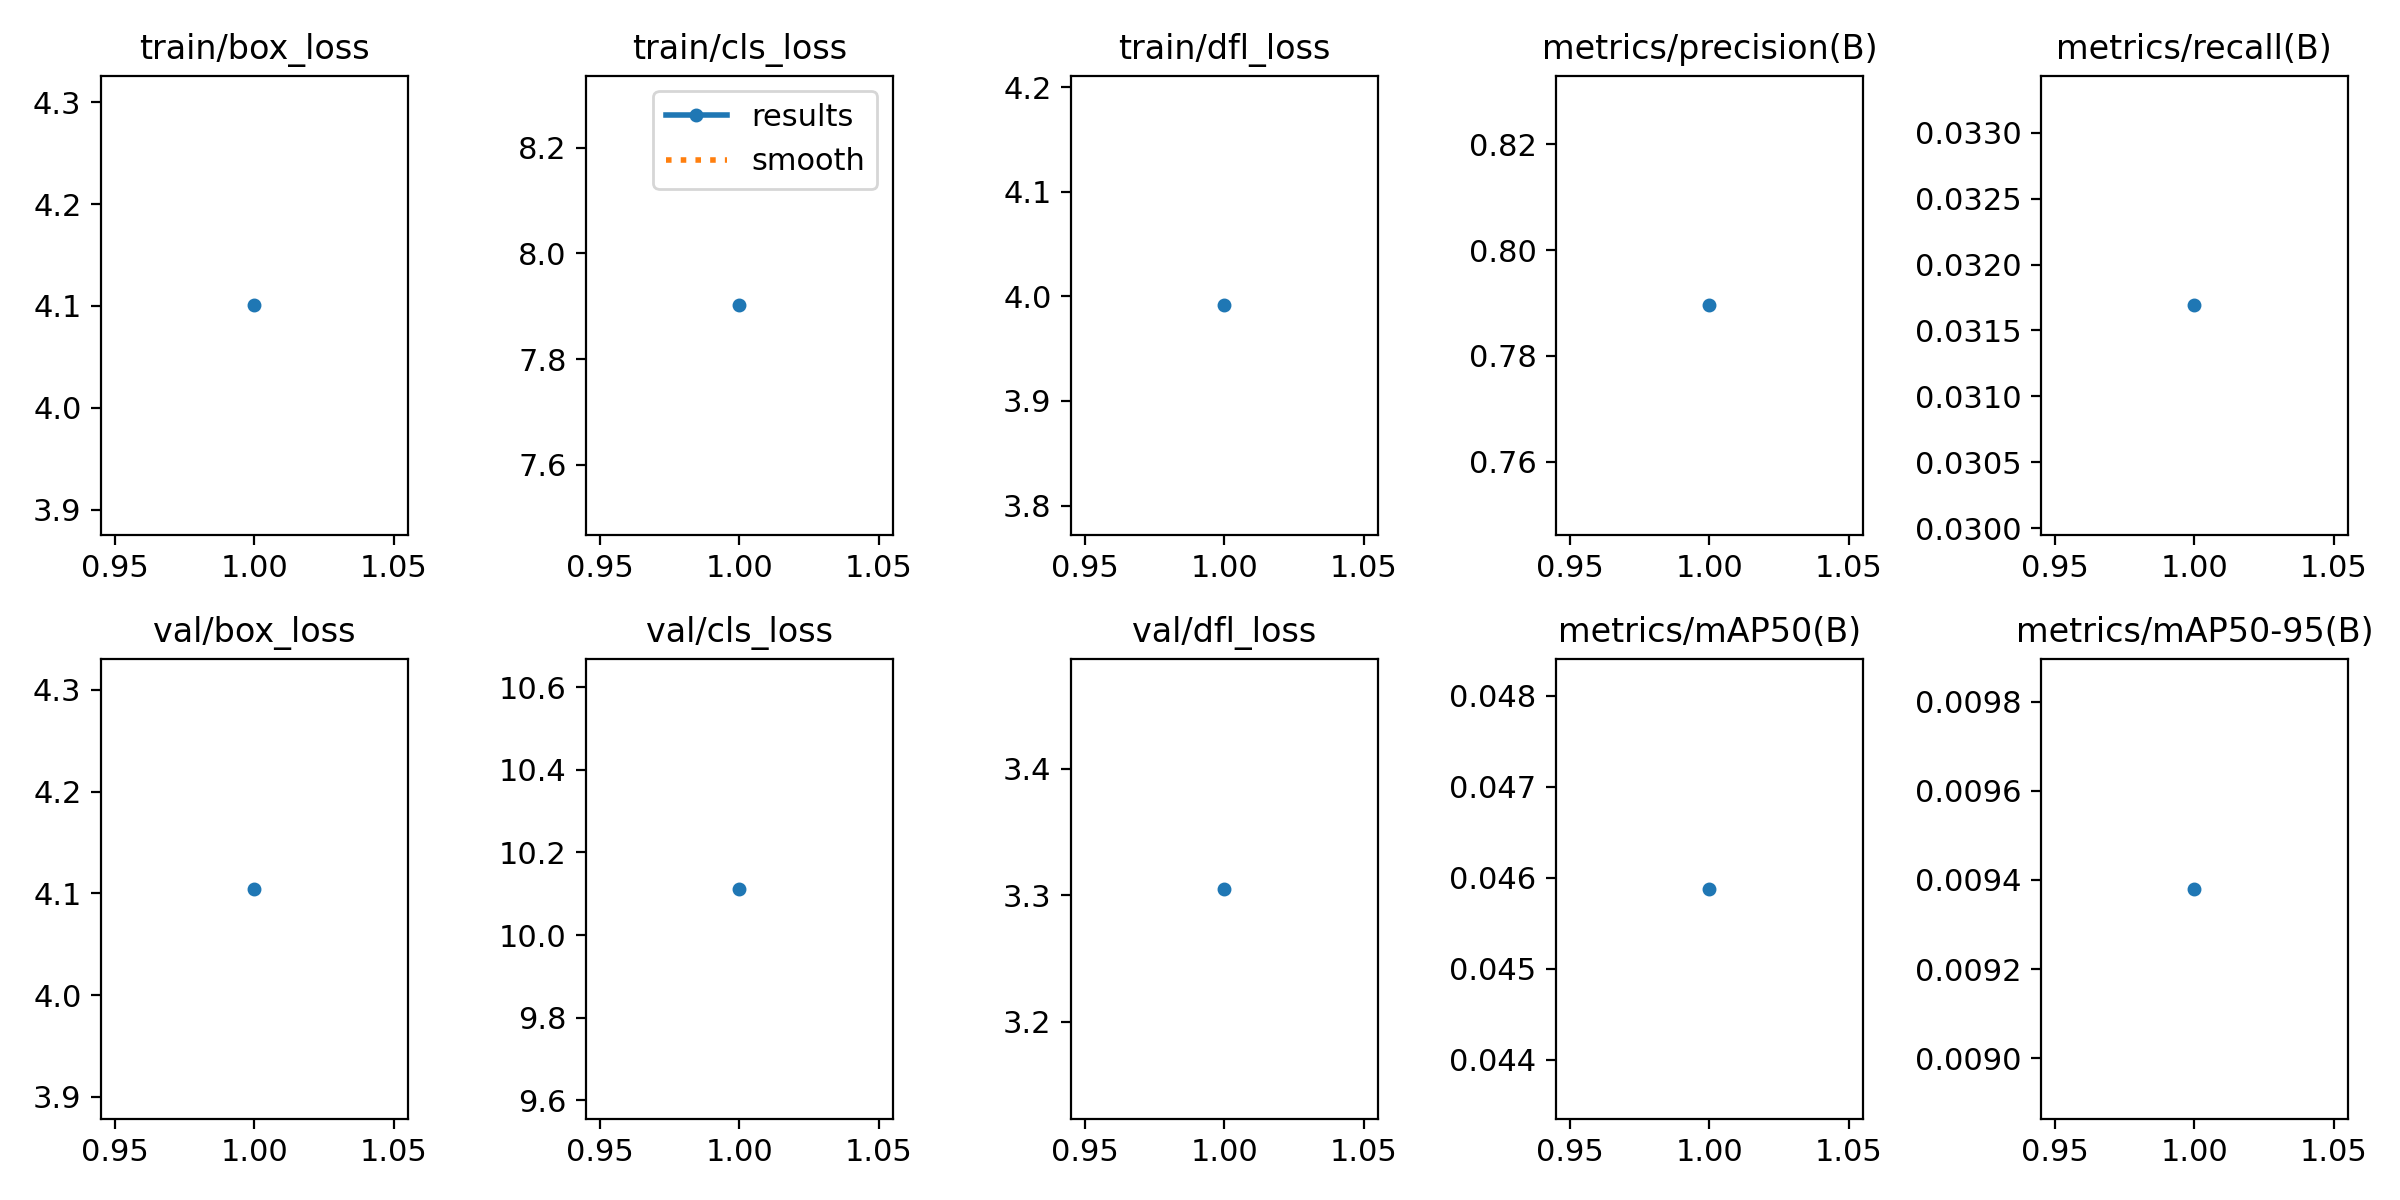 train/box_loss
4.3
4.2
4.1
4.0
3.9
0.95 1.00 1.05
train/cls_loss
results
smooth
8.2
8.0
7.8
7.6
0.95 1.00 1.05
train/dfl_loss
4.2
4.1
4.0
3.9
3.8
0.95 1.00 1.05
metrics/precision(B)
0.82
0.80
0.78
0.76
0.95 1.00 1.05
metrics/recall(B)
0.0330
0.0325
0.0320
0.0315
0.0310
0.0305
0.0300
0.95 1.00 1.05
val/box_loss
4.3
4.2
4.1
4.0
3.9
0.95 1.00 1.05
val/cls_loss
10.6
10.4
10.2
10.0
9.8
9.6
0.95 1.00 1.05
val/dfl_loss
3.4
3.3
3.2
0.95 1.00 1.05
metrics/mAP50(B)
0.048
0.047
0.046
0.045
0.044
0.95 1.00 1.05
metrics/mAP50-95(B)
0.0098
0.0096
0.0094
0.0092
0.0090
0.95 1.00 1.05